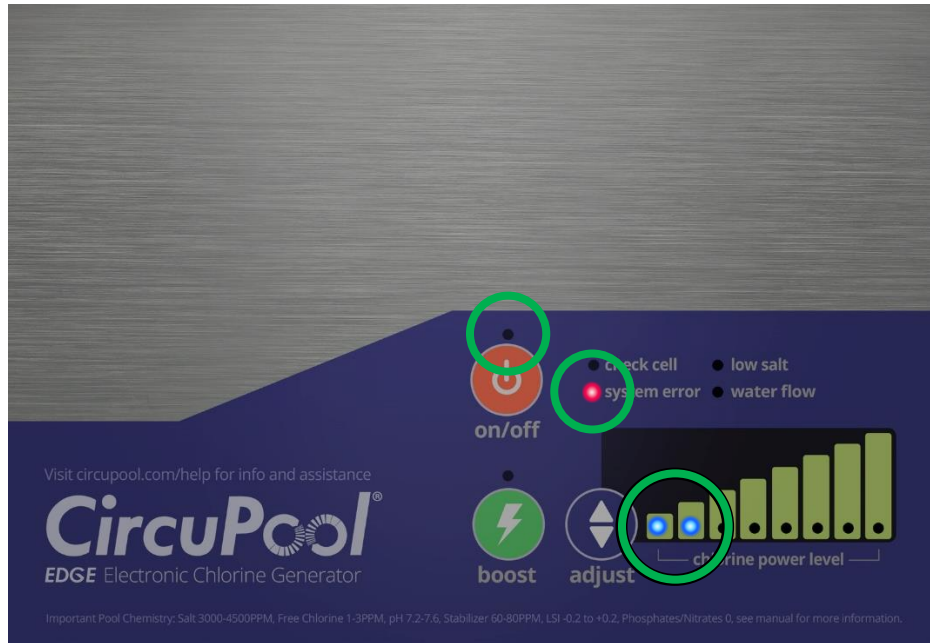 check cell
low salt
system error
water flow
on/off
Visit circupool.com/help for info and assistance
CircuPool®
EDGE Electronic Chlorine Generator
boost
adjust
chlorine power level
Important Pool Chemistry: Salt 3000-4500PPM, Free Chlorine 1-3PPM, pH 7.2-7.6, Stabilizer 60-80PPM, LSI -0.2 to +0.2, Phosphates/Nitrates 0, see manual for more information.